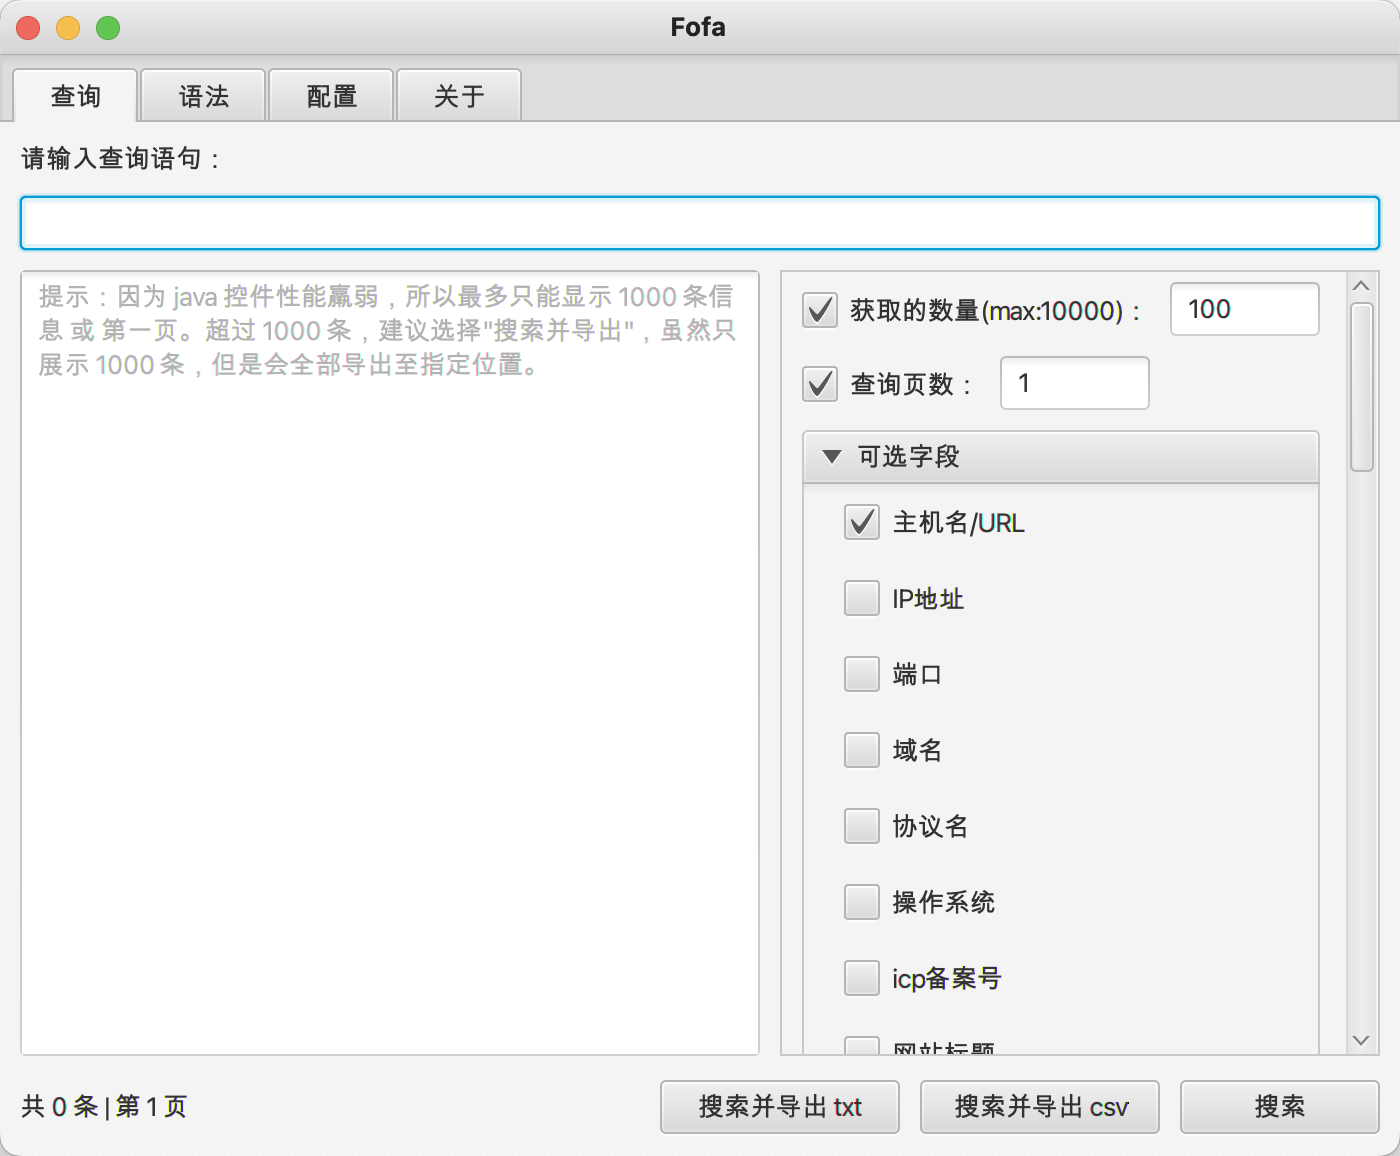 Fofa
查询
语法
配置
关于
请输入查询语句：
提示：因为 java 控件性能羸弱，所以最多只能显示 1000 条信
息 或 第一页。超过 1000 条，建议选择"搜索并导出"，虽然只
展示 1000 条，但是会全部导出至指定位置。
获取的数量(max:10000)： 100
查询页数： 1
可选字段
主机名/URL
IP地址
端口
域名
协议名
操作系统
icp备案号
网站标题
共 0 条 | 第 1 页
搜索并导出 txt
搜索并导出 csv
搜索